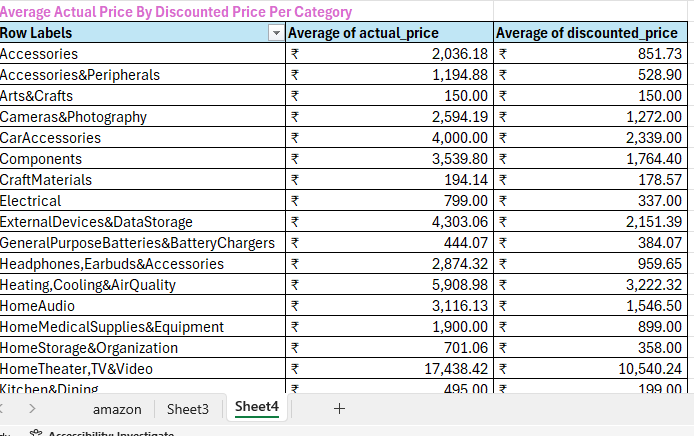 Average Actual Price By Discounted Price Per Category
Row Labels Average of actual_price Average of discounted_price
Accessories ₹ 2,036.18 ₹ 851.73
Accessories&Peripherals ₹ 1,194.88 ₹ 528.90
Arts&Crafts ₹ 150.00 ₹ 150.00
Cameras&Photography ₹ 2,594.19 ₹ 1,272.00
CarAccessories ₹ 4,000.00 ₹ 2,339.00
Components ₹ 3,539.80 ₹ 1,764.40
CraftMaterials ₹ 194.14 ₹ 178.57
Electrical ₹ 799.00 ₹ 337.00
ExternalDevices&DataStorage ₹ 4,303.06 ₹ 2,151.39
GeneralPurposeBatteries&BatteryChargers ₹ 444.07 ₹ 384.07
Headphones,Earbuds&Accessories ₹ 2,874.32 ₹ 959.65
Heating,Cooling&AirQuality ₹ 5,908.98 ₹ 3,222.32
HomeAudio ₹ 3,116.13 ₹ 1,546.50
HomeMedicalSupplies&Equipment ₹ 1,900.00 ₹ 899.00
HomeStorage&Organization ₹ 701.06 ₹ 358.00
HomeTheater,TV&Video ₹ 17,438.42 ₹ 10,540.24
Kitchen&Dining ₹ 495.00 ₹ 199.00
amazon Sheet3 Sheet4 +
Accessibility: Investigate